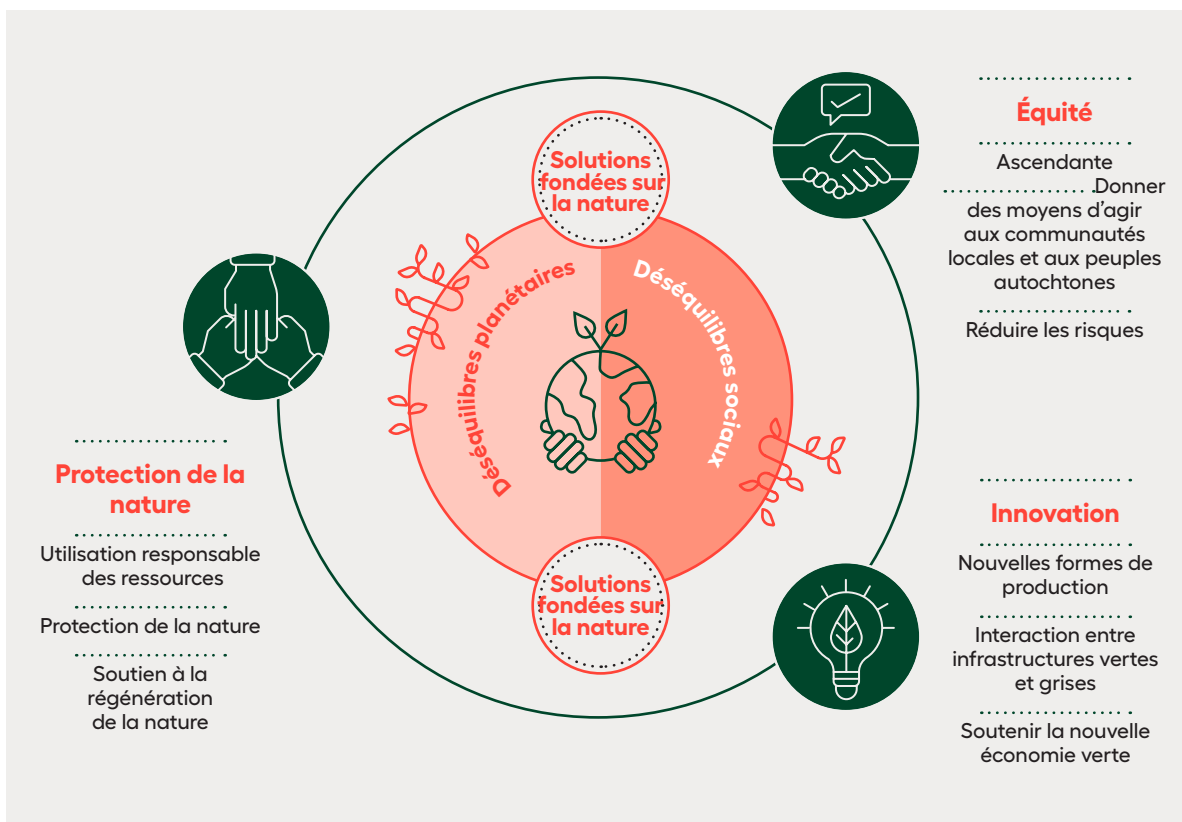 Solutions
fondées sur
la nature
Déséquilibres planétaires
Déséquilibres sociaux
Solutions
fondées sur
la nature
Équité
Ascendante
Donner
des moyens d’agir
aux communautés
locales et aux peuples
autochtones
Réduire les risques
Protection de la
nature
Utilisation responsable
des ressources
Protection de la nature
Soutien à la
régénération
de la nature
Innovation
Nouvelles formes de
production
Interaction entre
infrastructures vertes
et grises
Soutenir la nouvelle
économie verte